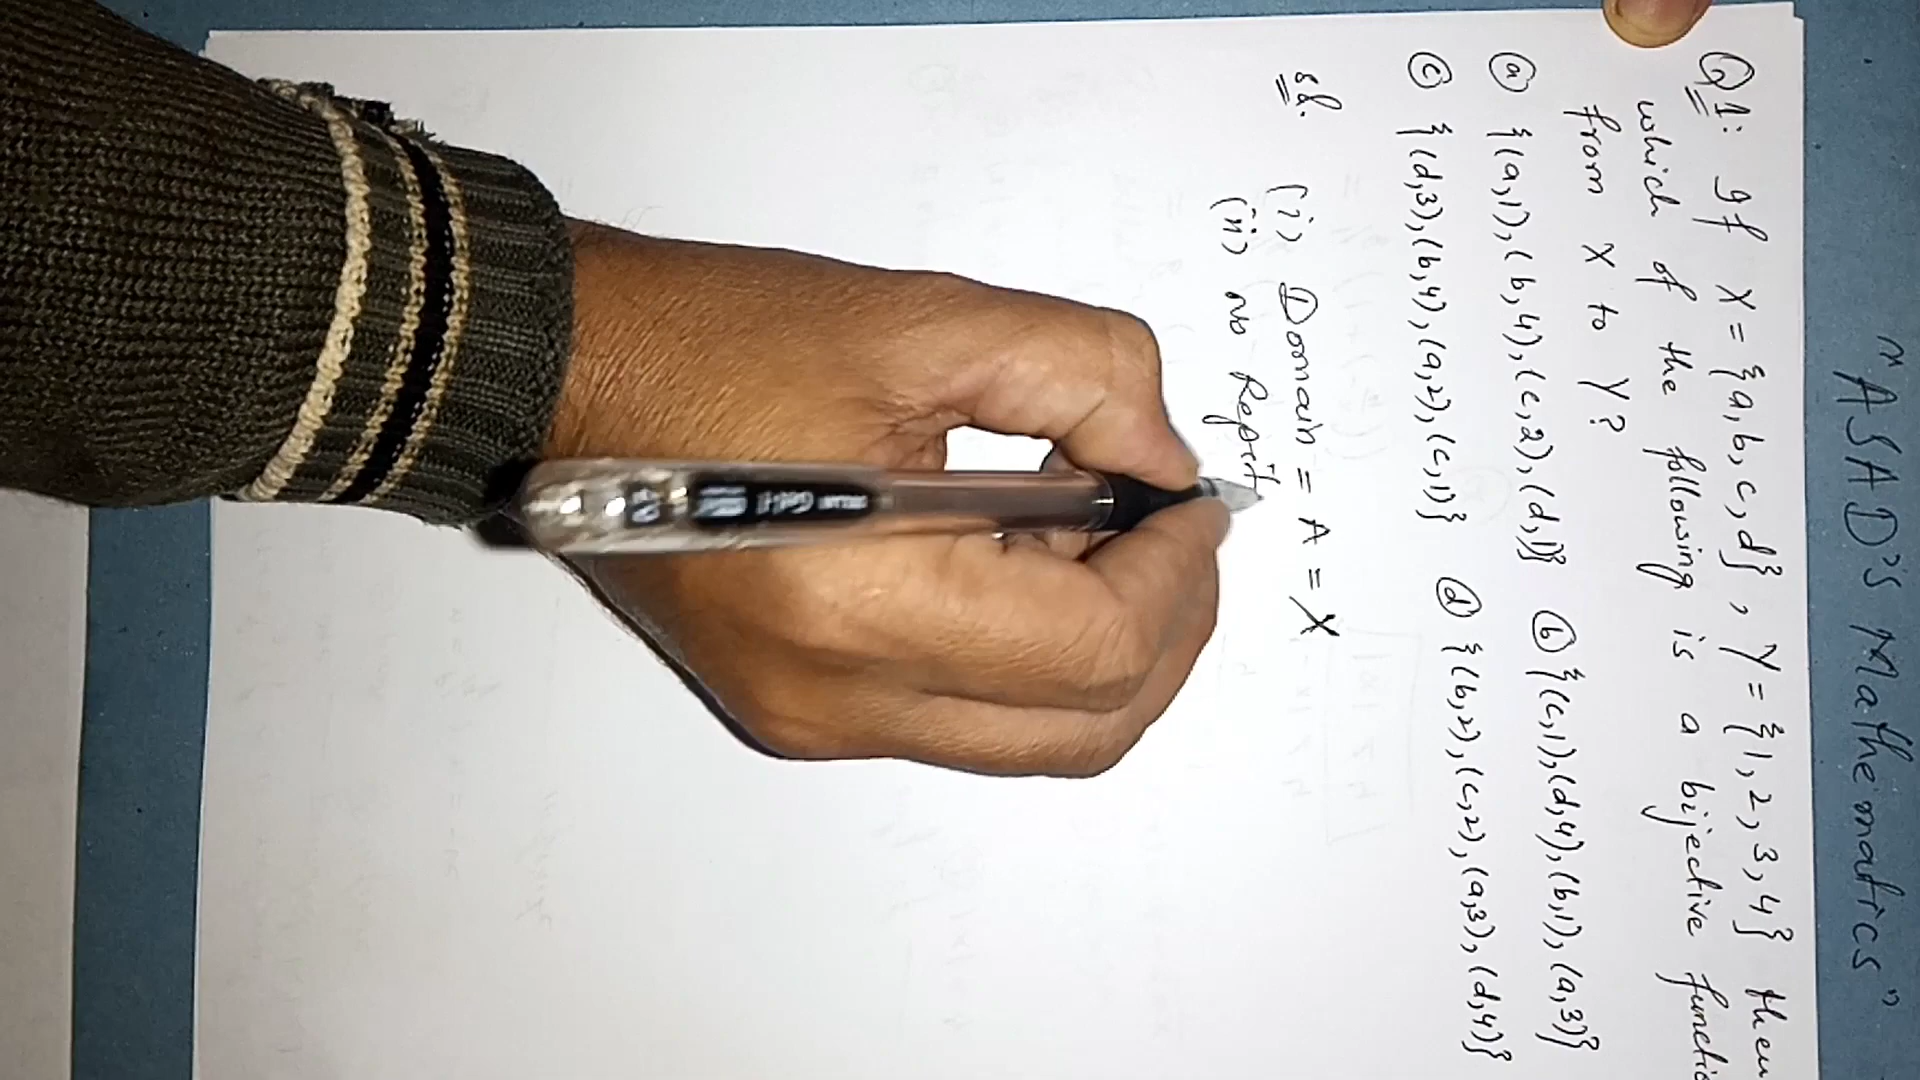 "ASAD's Mathematics"
Q1: If X = {a,b,c,d}, Y = {1,2,3,4} then
which of the following is a bijective functio
from X to Y?
(a) {(a,1),(b,4),(c,2),(d,1)} (b) {(c,1),(d,4),(b,1),(a,3)}
(c) {(d,3),(b,4),(a,2),(c,1)} (d) {(b,2),(c,2),(a,3),(d,4)}
sol. (i) Domain = A = X
(ii) no Repeit